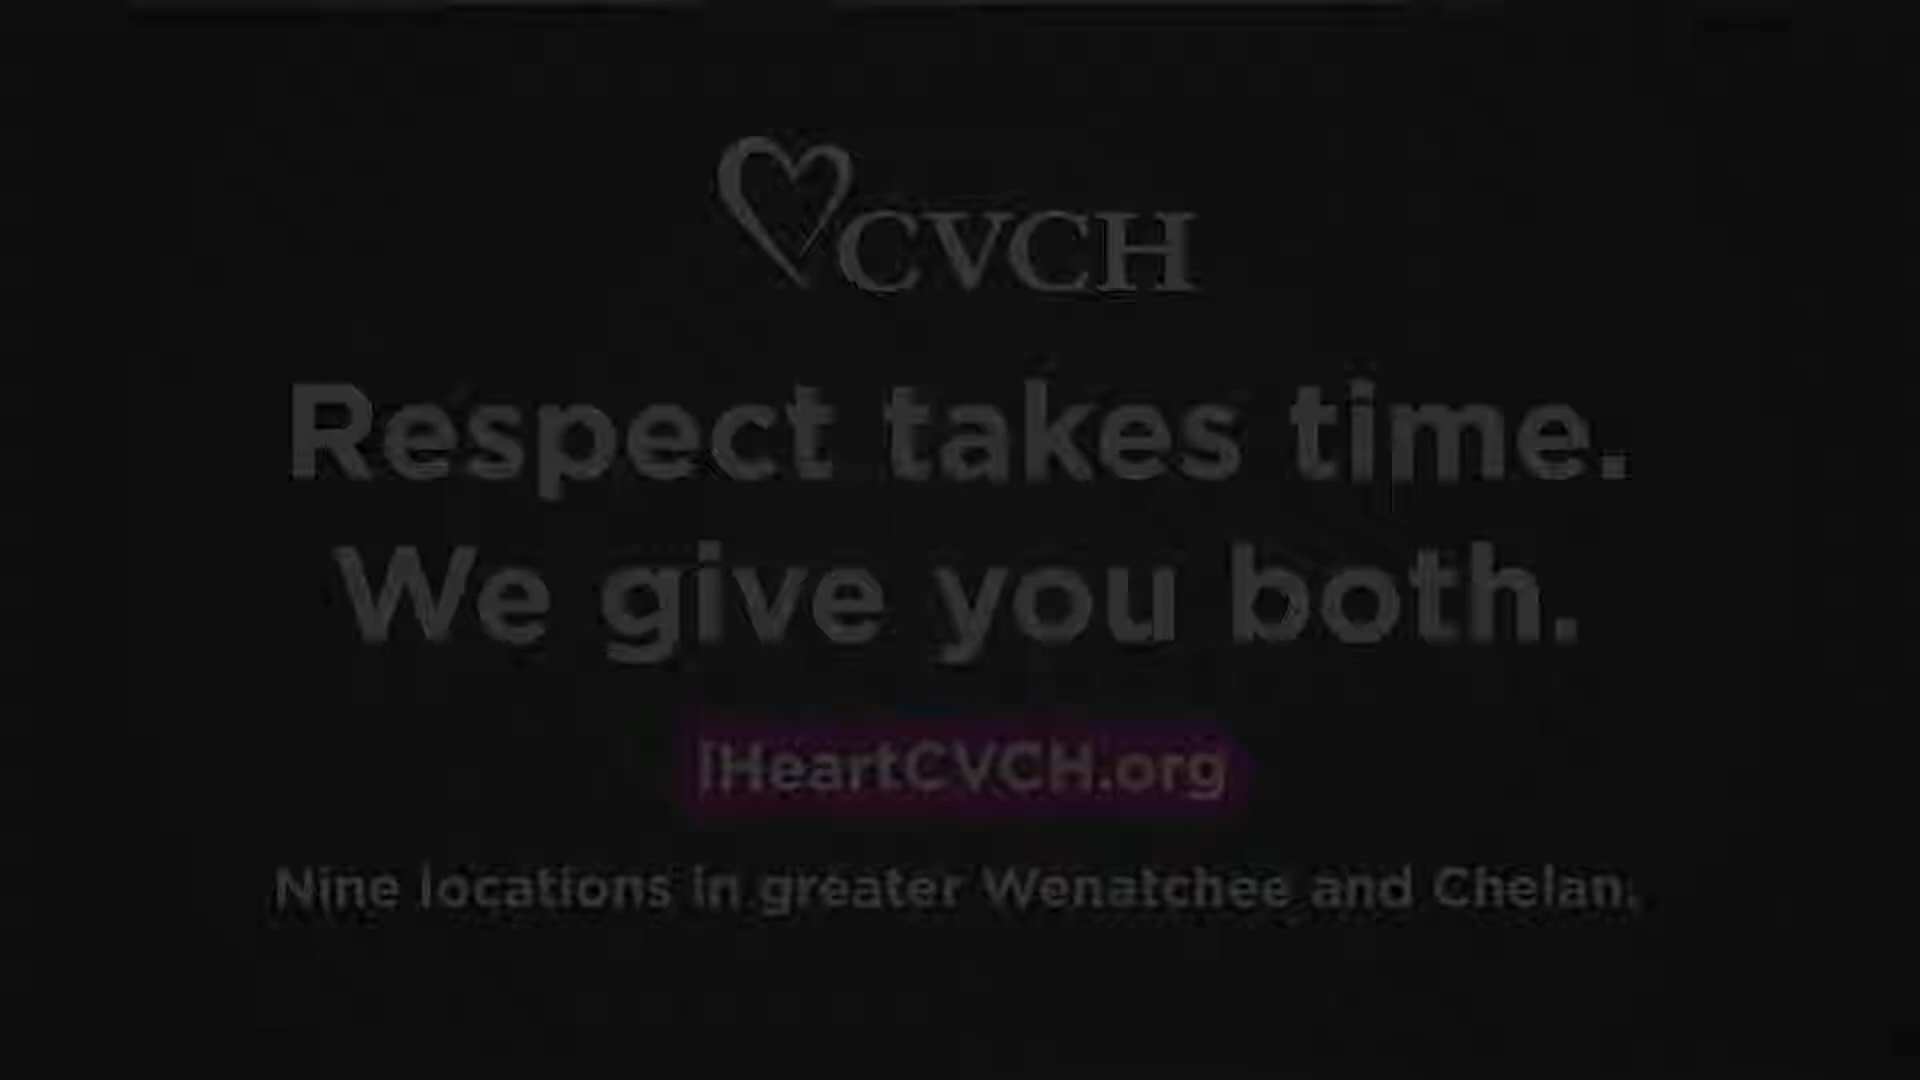 CVCH
Respect takes time.
We give you both.
iHeartCVCH.org
Nine locations in greater Wenatchee and Chelan.